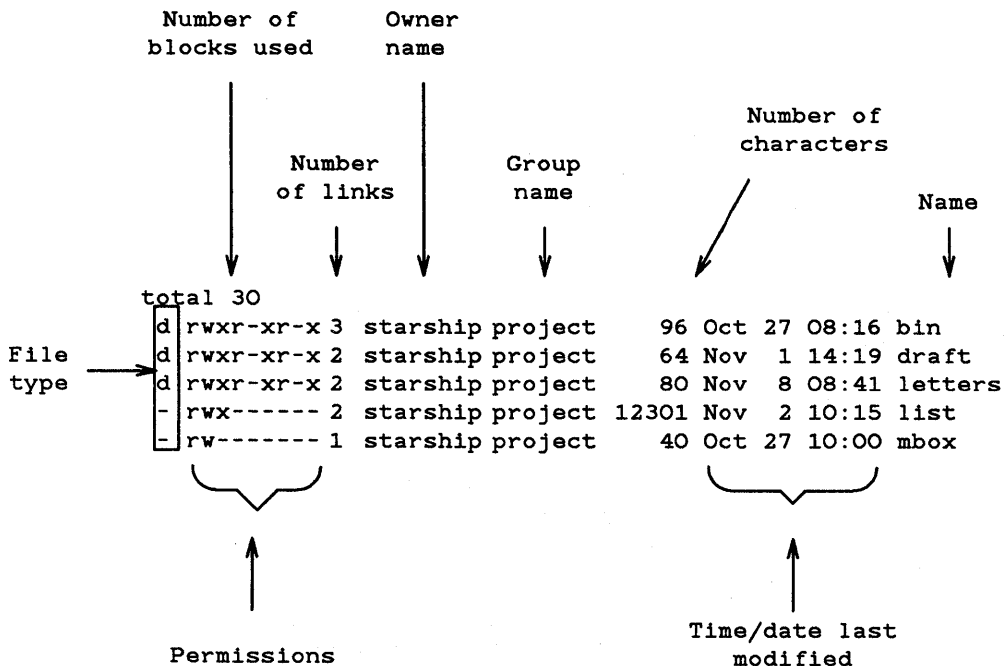 Number of
blocks used
Owner
name
Number of
characters
Number
of links
Group
name
Name
total 30
d rwxr-xr-x 3 starship project 96 Oct 27 08:16 bin
d rwxr-xr-x 2 starship project 64 Nov 1 14:19 draft
d rwxr-xr-x 2 starship project 80 Nov 8 08:41 letters
- rwx------ 2 starship project 12301 Nov 2 10:15 list
- rw------- 1 starship project 40 Oct 27 10:00 mbox
File
type
Permissions
Time/date last
modified